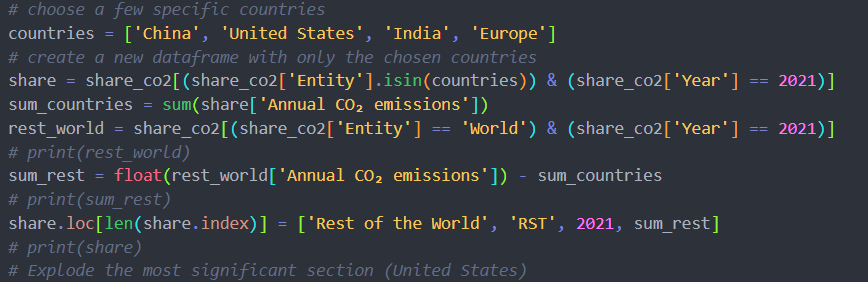 # choose a few specific countries
countries = ['China', 'United States', 'India', 'Europe']
# create a new dataframe with only the chosen countries
share = share_co2[(share_co2['Entity'].isin(countries)) & (share_co2['Year'] == 2021)]
sum_countries = sum(share['Annual CO₂ emissions'])
rest_world = share_co2[(share_co2['Entity'] == 'World') & (share_co2['Year'] == 2021)]
# print(rest_world)
sum_rest = float(rest_world['Annual CO₂ emissions']) - sum_countries
# print(sum_rest)
share.loc[len(share.index)] = ['Rest of the World', 'RST', 2021, sum_rest]
# print(share)
# Explode the most significant section (United States)